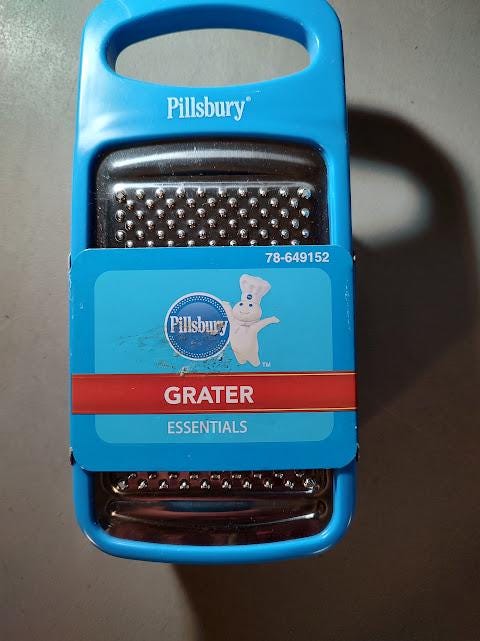 Pillsbury®
78-649152
Pillsbury
TM
GRATER
ESSENTIALS